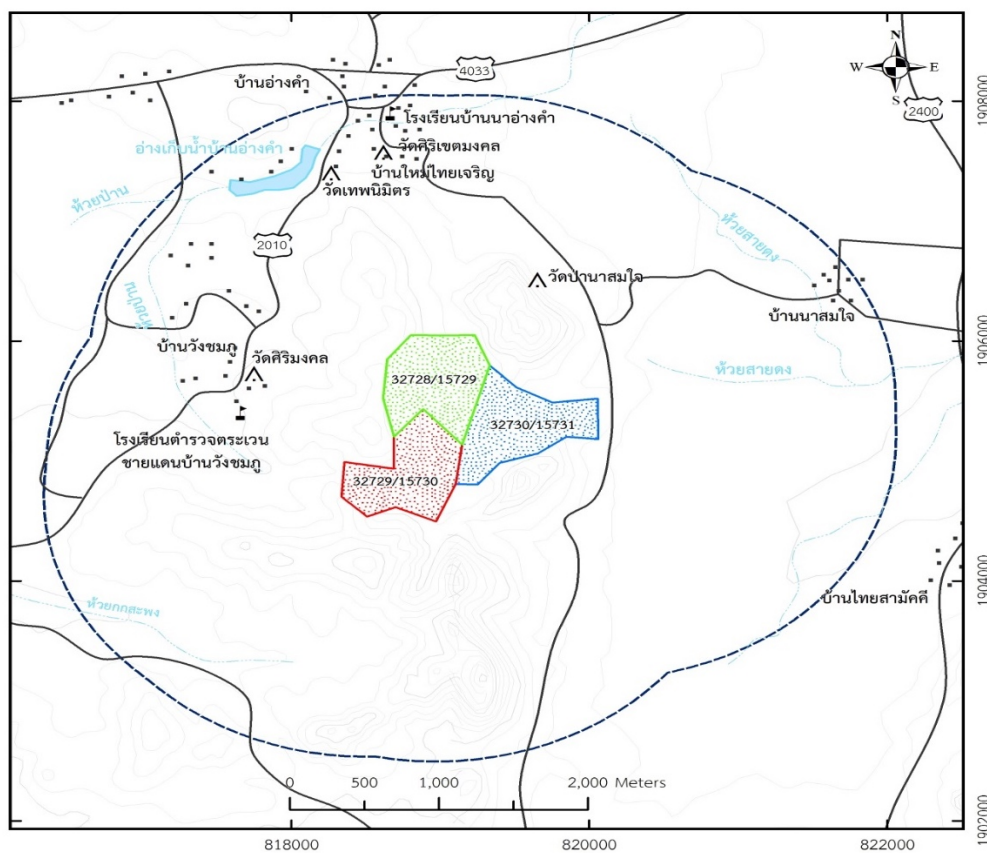 N
W E
S
4033
2400
1908000
บ้านอ่างคำ
โรงเรียนบ้านนาอ่างคำ
อ่างเก็บน้ำบ้านอ่างคำ
วัดศิริเขตมงคล
บ้านใหม่ไทยเจริญ
วัดเทพนิมิตร
ห้วยป่าน
ห้วยสายดง
2010
วัดป่านาสมใจ
ห้วยป่าน
บ้านนาสมใจ
1906000
บ้านวังชมภู
วัดศิริมงคล
ห้วยสายดง
32728/15729
32730/15731
โรงเรียนตำรวจตระเวน
ชายแดนบ้านวังชมภู
32729/15730
1904000
บ้านไทยสามัคคี
ห้วยกกสะพง
0 500 1,000 2,000 Meters
1902000
818000 820000 822000